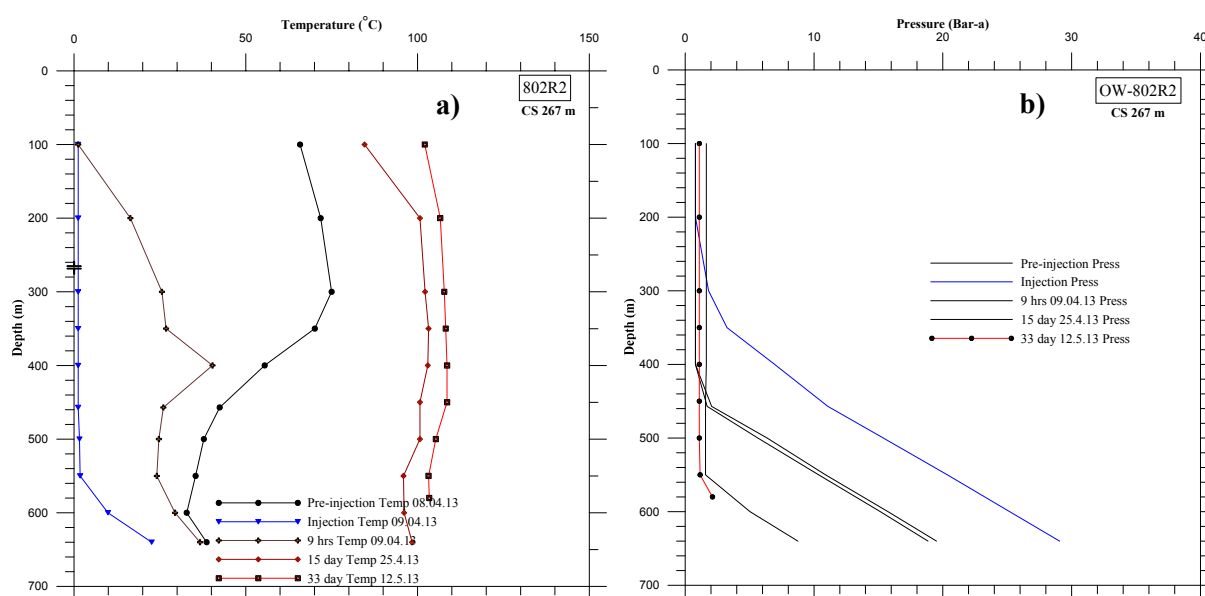 Temperature (°C)
0 50 100 150
0
100
200
300
400
500
600
700
Depth (m)
802R2
CS 267 m
a)
Pre-injection Temp 08.04.13
Injection Temp 09.04.13
9 hrs Temp 09.04.13
15 day Temp 25.4.13
33 day Temp 12.5.13
Pressure (Bar-a)
0 10 20 30 40
0
100
200
300
400
500
600
700
Depth (m)
OW-802R2
CS 267 m
b)
Pre-injection Press
Injection Press
9 hrs 09.04.13 Press
15 day 25.4.13 Press
33 day 12.5.13 Press